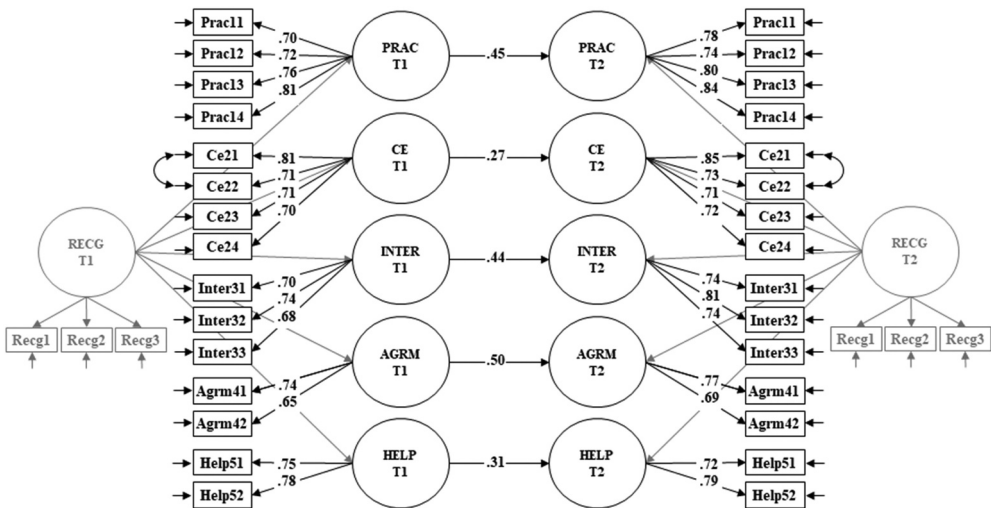 Prac11
Prac12
Prac13
Prac14
.70
.72
.76
.81
PRAC
T1
.45
PRAC
T2
.78
.74
.80
.84
Prac11
Prac12
Prac13
Prac14
Ce21
Ce22
Ce23
Ce24
.81
.71
.71
.70
CE
T1
.27
CE
T2
.85
.73
.71
.72
Ce21
Ce22
Ce23
Ce24
RECG
T1
Recg1
Recg2
Recg3
Inter31
Inter32
Inter33
.70
.74
.68
INTER
T1
.44
INTER
T2
.74
.81
.74
Inter31
Inter32
Inter33
RECG
T2
Recg1
Recg2
Recg3
Agrm41
Agrm42
.74
.65
AGRM
T1
.50
AGRM
T2
.77
.69
Agrm41
Agrm42
Help51
Help52
.75
.78
HELP
T1
.31
HELP
T2
.72
.79
Help51
Help52